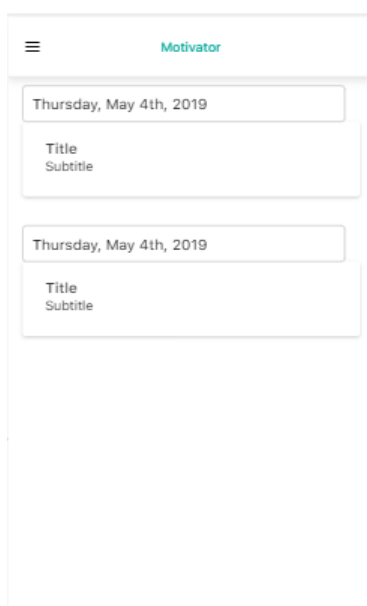 Motivator
Thursday, May 4th, 2019
Title
Subtitle
Thursday, May 4th, 2019
Title
Subtitle